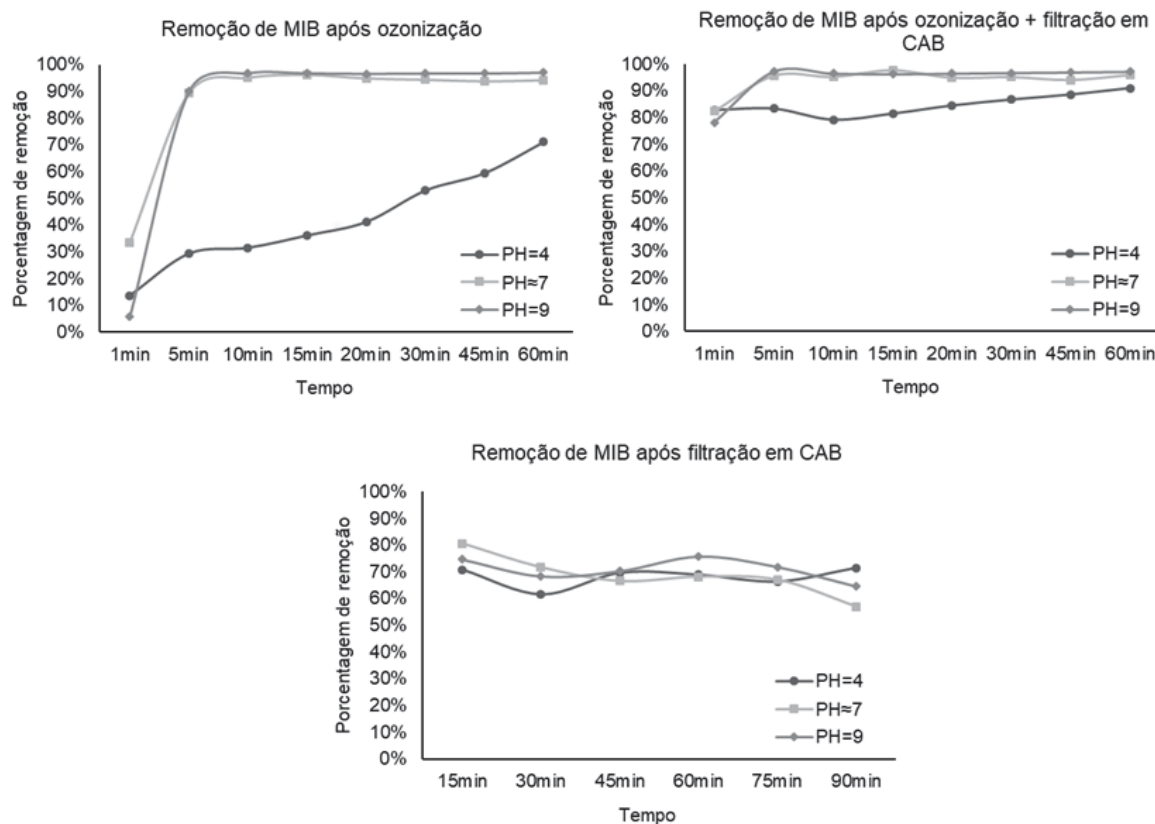 Remoção de MIB após ozonização
100%
90%
80%
70%
60%
50%
40%
30%
20%
10%
0%
Porcentagem de remoção
PH=4
PH≈7
PH=9
1min 5min 10min 15min 20min 30min 45min 60min
Tempo
Remoção de MIB após ozonização + filtração em
CAB
100%
90%
80%
70%
60%
50%
40%
30%
20%
10%
0%
Porcentagem de remoção
PH=4
PH≈7
PH=9
1min 5min 10min 15min 20min 30min 45min 60min
Tempo
Remoção de MIB após filtração em CAB
100%
90%
80%
70%
60%
50%
40%
30%
20%
10%
0%
Porcentagem de remoção
PH=4
PH≈7
PH=9
15min 30min 45min 60min 75min 90min
Tempo